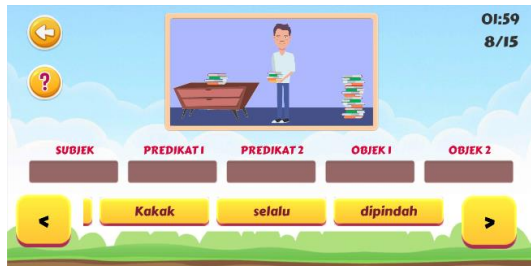 01:59
8/15
?
SUBJEK PREDIKAT 1 PREDIKAT 2 OBJEK 1 OBJEK 2
< Kakak selalu dipindah >